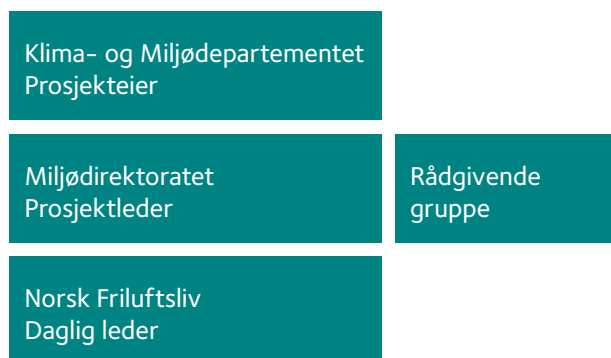 Klima- og Miljødepartementet
Prosjekteier
Miljødirektoratet
Prosjektleder
Rådgivende
gruppe
Norsk Friluftsliv
Daglig leder